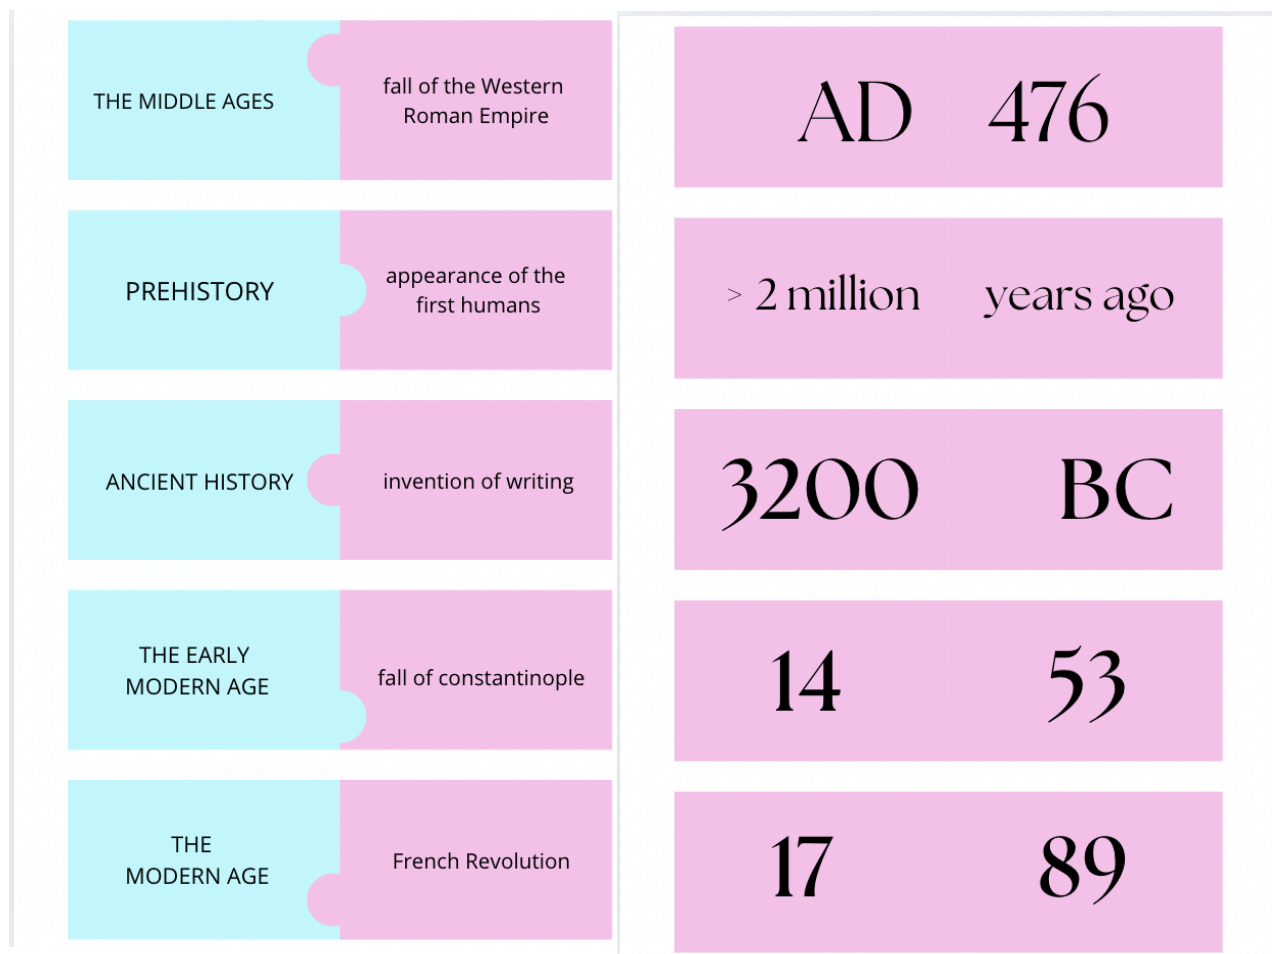 THE MIDDLE AGES
fall of the Western
Roman Empire
AD 476
PREHISTORY
appearance of the
first humans
> 2 million years ago
ANCIENT HISTORY
invention of writing
3200 BC
THE EARLY
MODERN AGE
fall of constantinople
14 53
THE
MODERN AGE
French Revolution
17 89